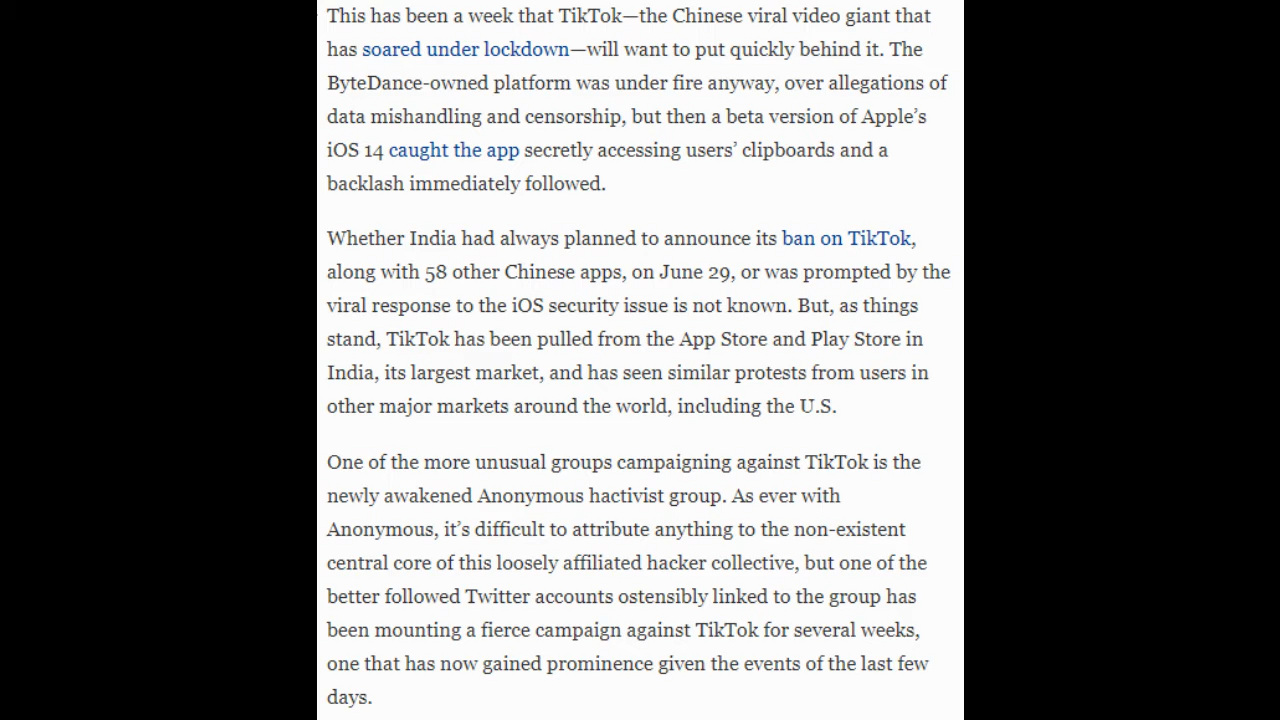 This has been a week that TikTok—the Chinese viral video giant that
has soared under lockdown—will want to put quickly behind it. The
ByteDance-owned platform was under fire anyway, over allegations of
data mishandling and censorship, but then a beta version of Apple’s
iOS 14 caught the app secretly accessing users’ clipboards and a
backlash immediately followed.
Whether India had always planned to announce its ban on TikTok,
along with 58 other Chinese apps, on June 29, or was prompted by the
viral response to the iOS security issue is not known. But, as things
stand, TikTok has been pulled from the App Store and Play Store in
India, its largest market, and has seen similar protests from users in
other major markets around the world, including the U.S.
One of the more unusual groups campaigning against TikTok is the
newly awakened Anonymous hactivist group. As ever with
Anonymous, it’s difficult to attribute anything to the non-existent
central core of this loosely affiliated hacker collective, but one of the
better followed Twitter accounts ostensibly linked to the group has
been mounting a fierce campaign against TikTok for several weeks,
one that has now gained prominence given the events of the last few
days.